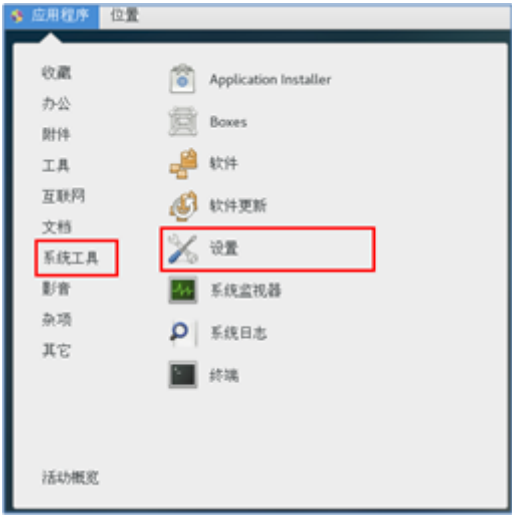 应用程序 位置
收藏
办公
附件
工具
互联网
文档
系统工具
影音
杂项
其它
活动概览
Application Installer
Boxes
软件
软件更新
设置
系统监视器
系统日志
终端